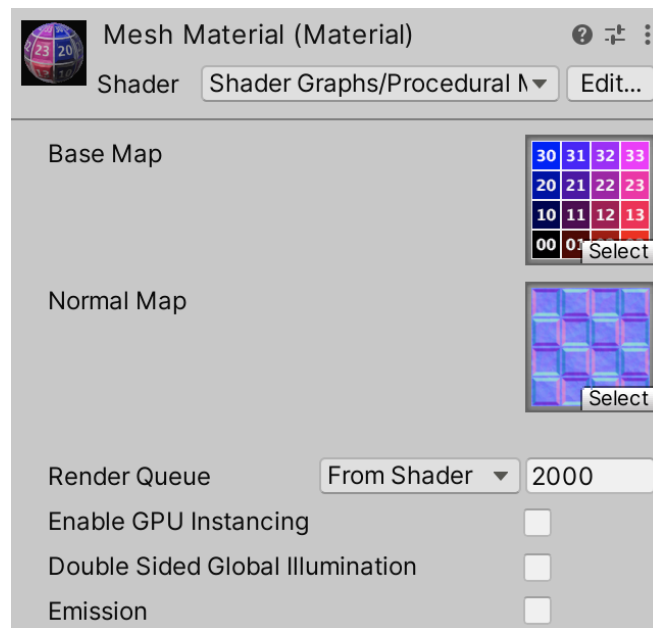 Mesh Material (Material)
Shader
Shader Graphs/Procedural
Edit...
23 20
Base Map
30 31 32 33
20 21 22 23
10 11 12 13
00 01
Select
Normal Map
Select
Render Queue
From Shader
2000
Enable GPU Instancing
Double Sided Global Illumination
Emission